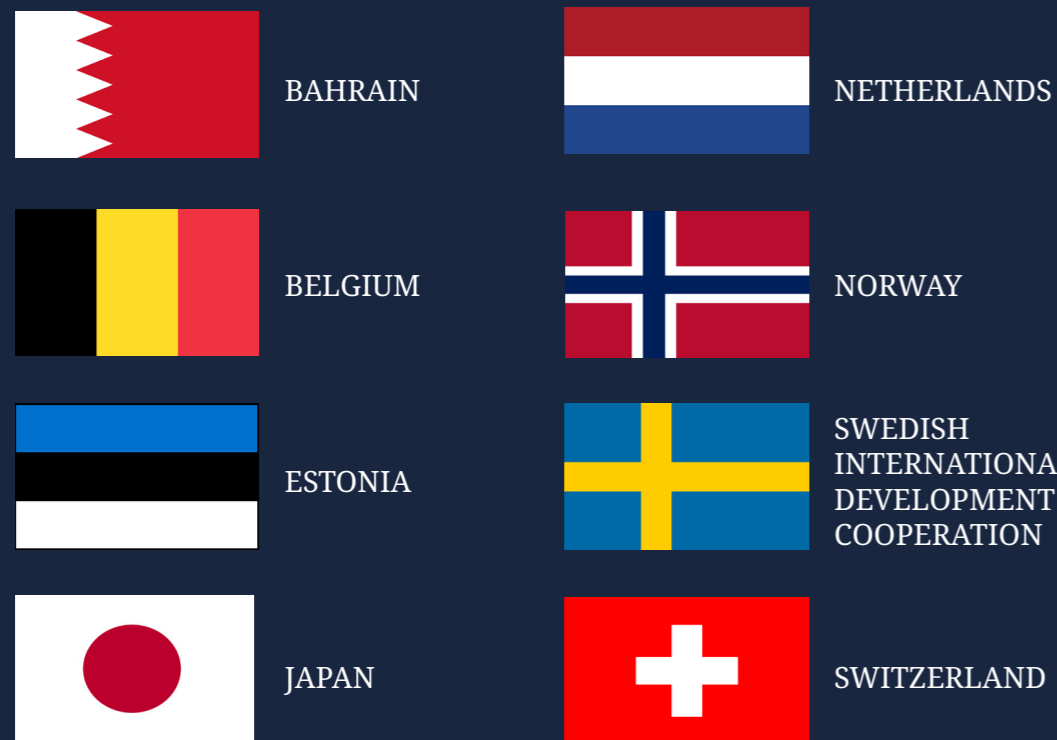 BAHRAIN
NETHERLANDS
BELGIUM
NORWAY
ESTONIA
SWEDISH
INTERNATIONA
DEVELOPMENT
COOPERATION
JAPAN
SWITZERLAND